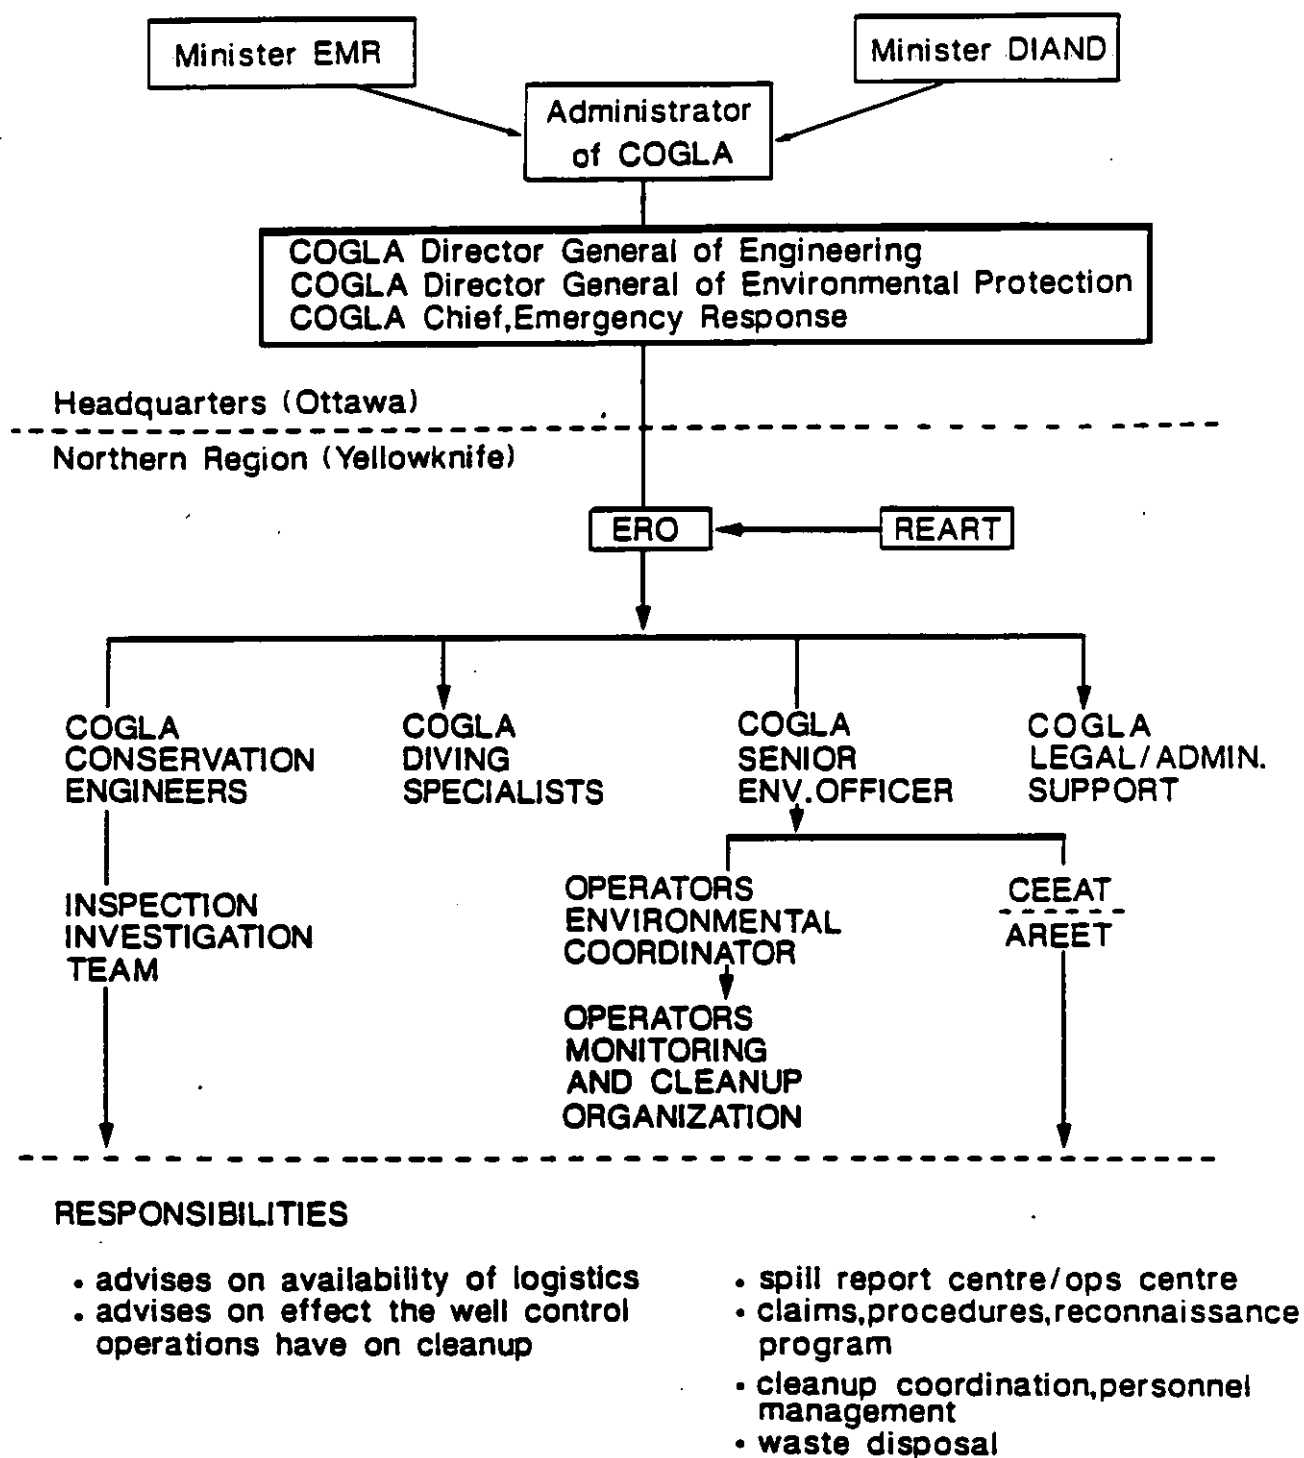 Minister EMR
Minister DIAND
Administrator
of COGLA
COGLA Director General of Engineering
COGLA Director General of Environmental Protection
COGLA Chief,Emergency Response
Headquarters (Ottawa)
Northern Region (Yellowknife)
ERO
REART
COGLA
CONSERVATION
ENGINEERS
COGLA
DIVING
SPECIALISTS
COGLA
SENIOR
ENV.OFFICER
COGLA
LEGAL/ADMIN.
SUPPORT
INSPECTION
INVESTIGATION
TEAM
OPERATORS
ENVIRONMENTAL
COORDINATOR
CEEAT
AREET
OPERATORS
MONITORING
AND CLEANUP
ORGANIZATION
RESPONSIBILITIES
• advises on availability of logistics
• advises on effect the well control
operations have on cleanup
• spill report centre/ops centre
• claims,procedures,reconnaissance
program
• cleanup coordination,personnel
management
• waste disposal